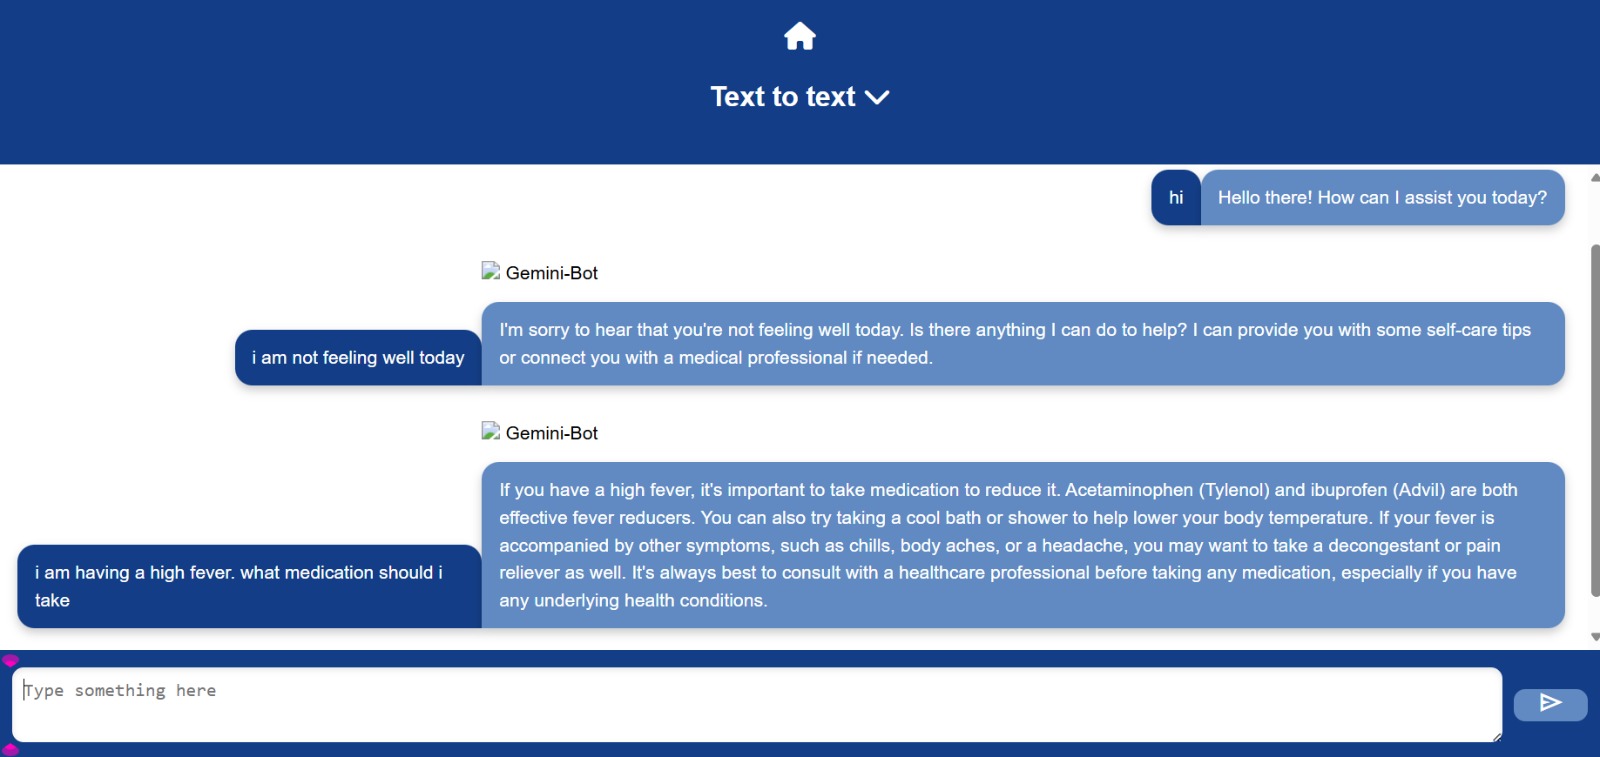 Text to text
hi
Hello there! How can I assist you today?
Gemini-Bot
i am not feeling well today
I'm sorry to hear that you're not feeling well today. Is there anything I can do to help? I can provide you with some self-care tips
or connect you with a medical professional if needed.
Gemini-Bot
i am having a high fever. what medication should i
take
If you have a high fever, it's important to take medication to reduce it. Acetaminophen (Tylenol) and ibuprofen (Advil) are both
effective fever reducers. You can also try taking a cool bath or shower to help lower your body temperature. If your fever is
accompanied by other symptoms, such as chills, body aches, or a headache, you may want to take a decongestant or pain
reliever as well. It's always best to consult with a healthcare professional before taking any medication, especially if you have
any underlying health conditions.
Type something here